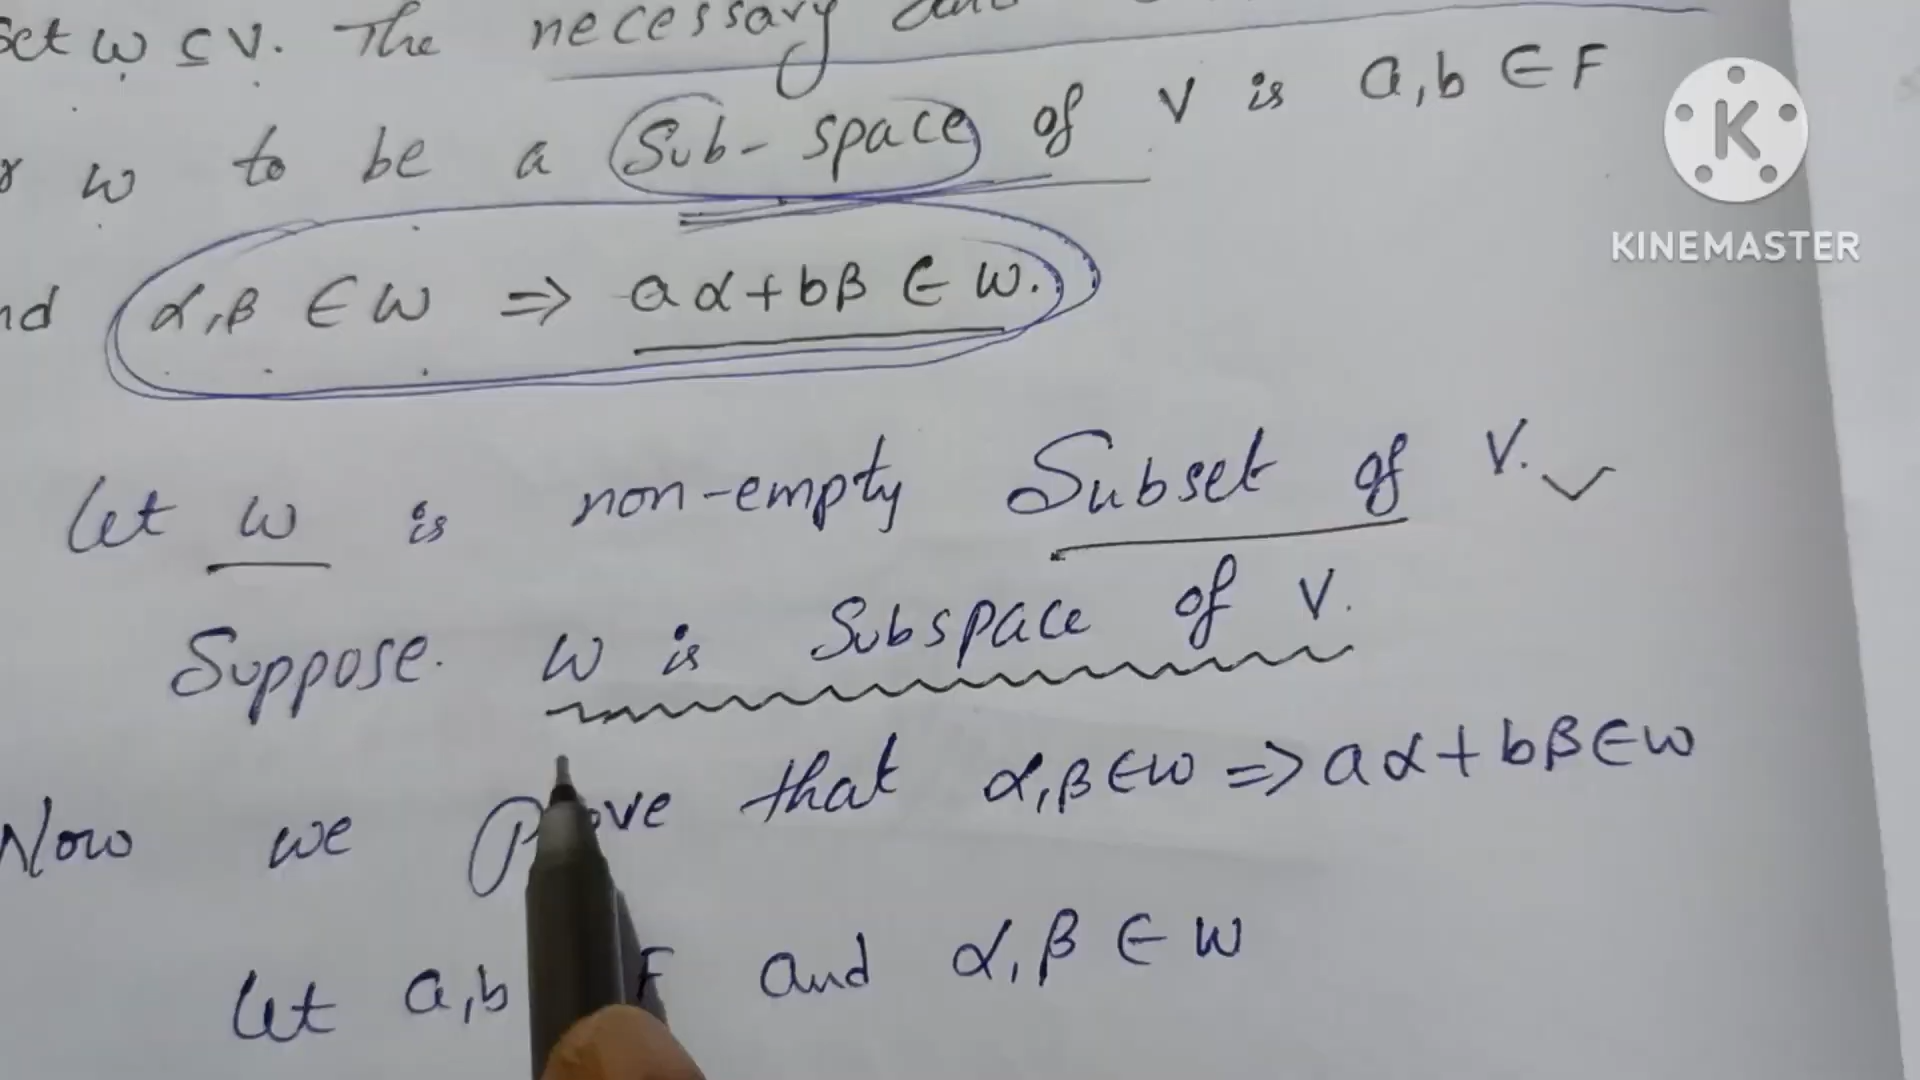 set W ⊆ V. The necessary
W to be a Sub-space of V is a,b ∈ F
α,β ∈ W ⇒ aα+bβ ∈ W.
Let W is non-empty Subset of V.
Suppose. W is Subspace of V.
Now we Prove that α,β ∈ W ⇒ aα+bβ ∈ W
Let a,b F and α,β ∈ W
K
KINEMASTER